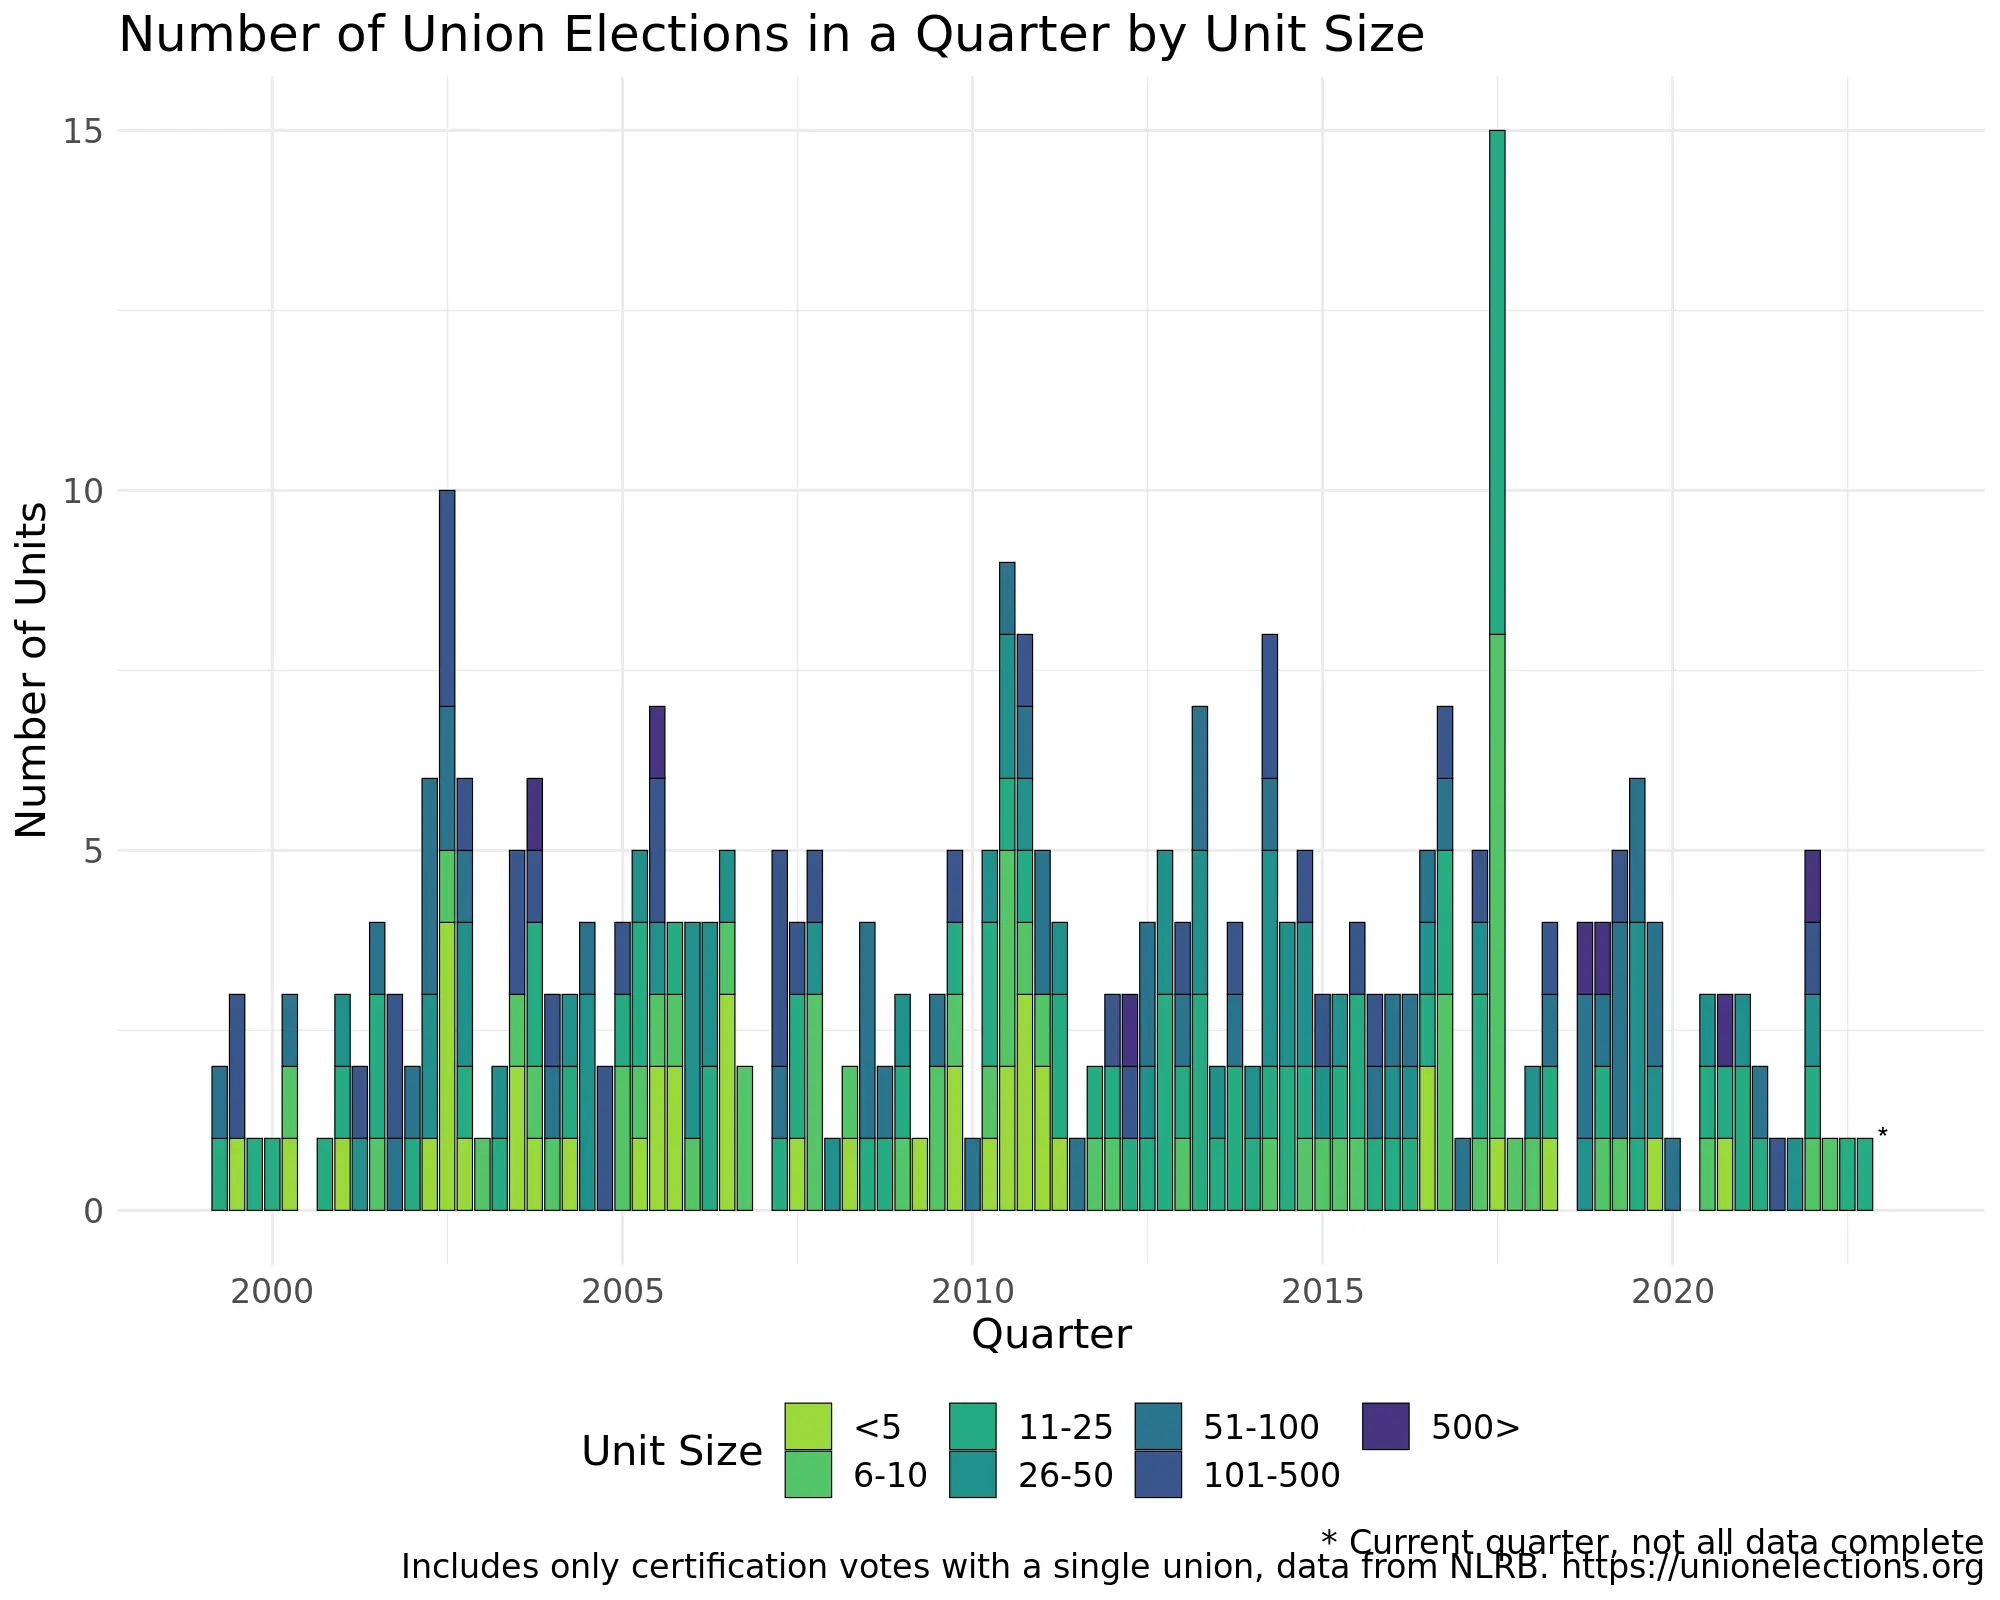 Number of Union Elections in a Quarter by Unit Size
Number of Units
15
10
5
0
2000 2005 2010 2015 2020
*
Quarter
Unit Size
<5 11-25 51-100 500>
6-10 26-50 101-500
* Current quarter, not all data complete
Includes only certification votes with a single union, data from NLRB. https://unionelections.org